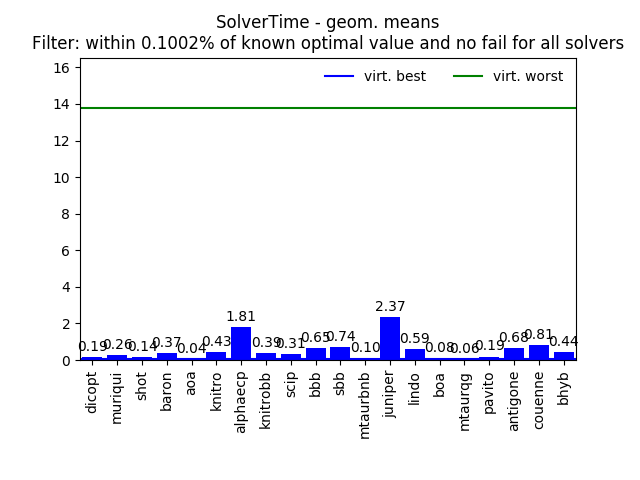 SolverTime - geom. means
Filter: within 0.1002% of known optimal value and no fail for all solvers
virt. best
virt. worst
16
14
12
10
8
6
4
2
0
0.19
0.26
0.14
0.37
0.04
0.43
1.81
0.39
0.31
0.65
0.74
0.10
2.37
0.59
0.08
0.06
0.19
0.68
0.81
0.44
dicopt
muriqui
shot
baron
aoa
knitro
alphaecp
knitrobb
scip
bbb
sbb
mtaurbnb
juniper
lindo
boa
mtaurqg
pavito
antigone
couenne
bhyb